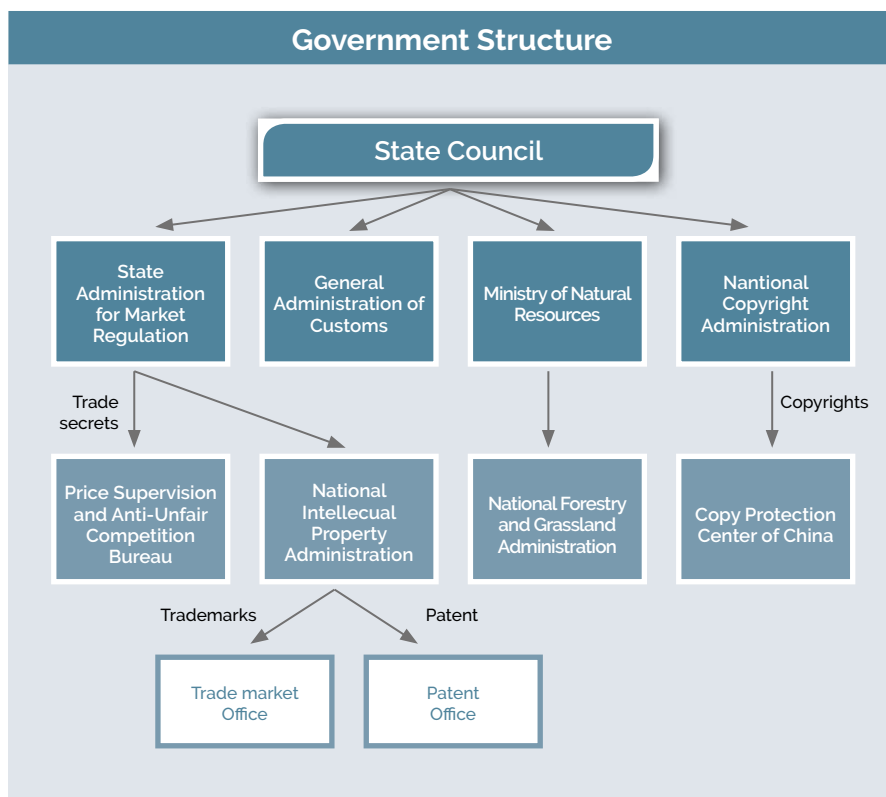 Government Structure
State Council
State
Administration
for Market
Regulation
General
Administration of
Customs
Ministry of Natural
Resources
Nantional
Copyright
Administration
Trade
secrets
Copyrights
Price Supervision
and Anti-Unfair
Competition
Bureau
National
Intellecual
Property
Administration
National Forestry
and Grassland
Administration
Copy Protection
Center of China
Trademarks
Patent
Trade market
Office
Patent
Office